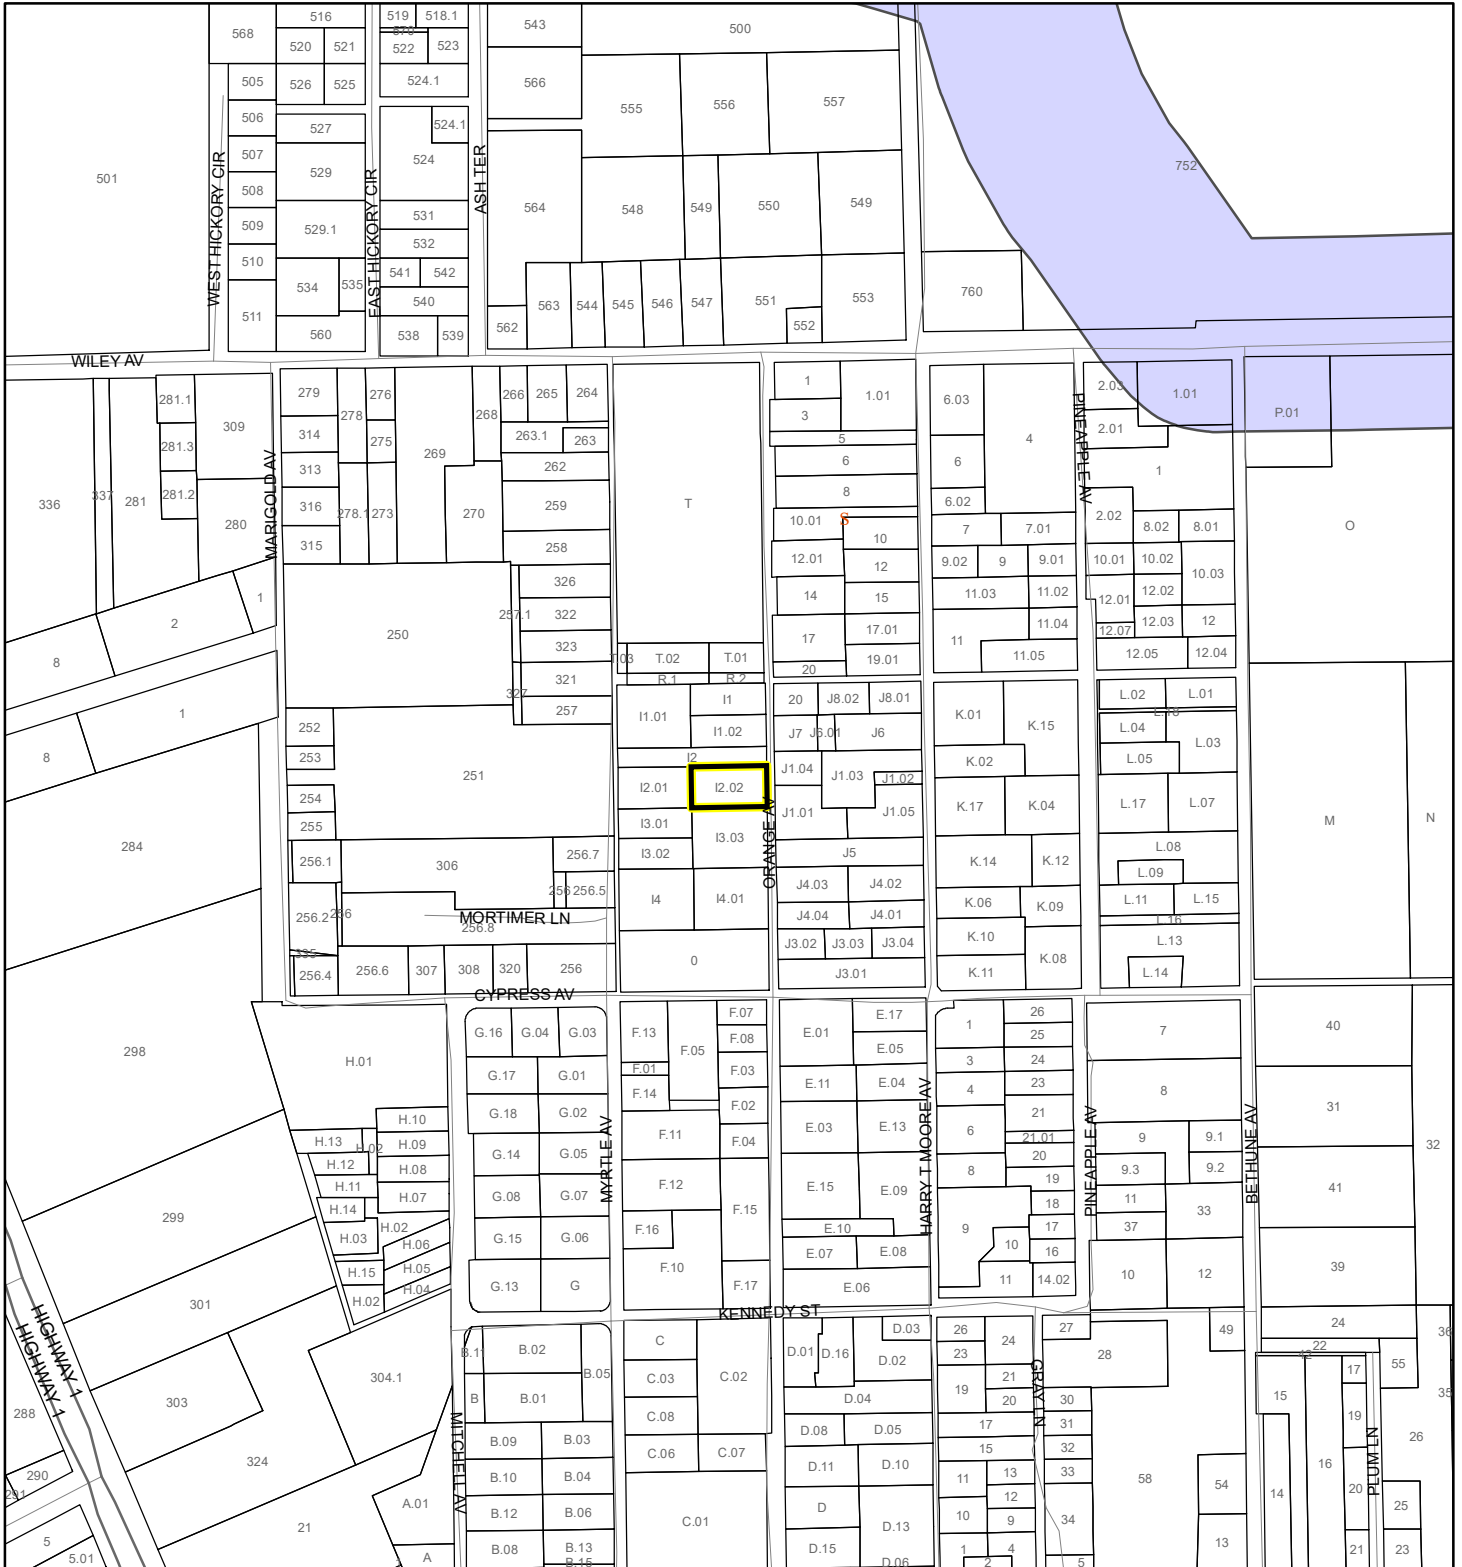 568 516 519 518.1 543 500
570
520 521 522 523
505 526 525 524.1 566 555 556 557
506 527 524.1
507 529 524 752
501 508 564 548 549 550 549
509 529.1 531
510 532
534 535 541 542
511 540 563 544 545 546 547 551 553 760
560 538 539 562 552
WEST HICKORY CIR
EAST HICKORY CIR
ASH TER
WILEY AV
281.1 309 279 278 276 269 268 266 265 264 1 1.01 6.03 4 2.03 1.01 P.01
281.3 314 275 263.1 263 3 2.01
336 337 281 281.2 280 313 262 5 6 6 1
316 278.1 273 270 259 T 8 6.02 2.02 O
315 258 10.01 S 10 7 7.01 8.02 8.01
MARIGOLD AV
PINEAPPLE AV
1 326 12.01 12 9.02 9 9.01 10.01 10.02 10.03
2 250 257.1 322 14 15 11.03 11.02 12.01 12.02
8 323 17 17.01 11 11.04 12.07 12.03 12
T.03 T.02 T.01 19.01 11.05 12.05 12.04
321 R.1 R.2 20
327 257
1 252 I1.01 I1 20 J8.02 J8.01 K.01 K.15 L.02 L.01
8 253 251 I1.02 J7 J6.01 J6 L.18 L.04 L.03
I2 K.02 L.05
254 I2.01 I2.02 J1.04 J1.03 J1.02
255 I3.01 I3.03 J1.01 J1.05 K.17 K.04 L.17 L.07 M N
284 256.1 306 256.7 I3.02 J5 K.14 K.12 L.08
L.09
256 256.5 I4 I4.01 J4.03 J4.02 K.06 K.09 L.11 L.15
256.2 256 J4.04 J4.01 L.16
256.8 J3.02 J3.03 J3.04 K.10 L.13
335 256.4 256.6 307 308 320 256 0 J3.01 K.11 K.08 L.14
ORANGE AV
MORTIMER LN
CYPRESS AV
298 H.01 G.16 G.04 G.03 F.13 F.05 F.07 E.01 E.17 1 26 7 40
F.08 E.05 25
G.17 G.01 F.01 F.03 3 24
F.14 E.11 E.04 4 23 8
H.10 G.18 G.02 F.02 21 31
H.13 H.02 H.09 F.11 F.04 E.03 E.13 6 21.01 9 9.1 32
H.12 H.08 G.14 G.05 20
H.11 H.07 G.08 G.07 F.12 E.15 E.09 8 19 9.3 9.2 41
299 H.14 F.15 18 11 33
H.03 H.02 G.15 G.06 F.16 E.10 9 17 37
H.06 E.07 E.08 10 16
H.15 H.05 G.13 G F.10 F.17 E.06 11 14.02 10 12 39
301 H.02 H.04
MYRTLE AV
HARRY T MOORE AV
PINEAPPLE AV
BETHUNE AV
KENNEDY ST
HIGHWAY 1
HIGHWAY 1
B.02 B.05 C C.02 D.01 D.16 D.03 26 24 27 49 24 36
D.02 23 28 22 42
304.1 B B.01 C.03 21 17 55
303 D.04 19 20 30 15 35
288 C.08 17 31 19 26
B.09 B.03 D.08 D.05
C.06 C.07 15 32
324 B.10 B.04 D.11 D.10 11 13 33 58 54 16
290 12 20
291 A.01 B.12 B.06 C.01 D D.13 10 9 34 14 25
5 21 1 4 13
5.01 A B.08 B.13 D.15 2 21 23
B.15 D.06 5
MITCHELL AV
GRAY LN
PLUM LN